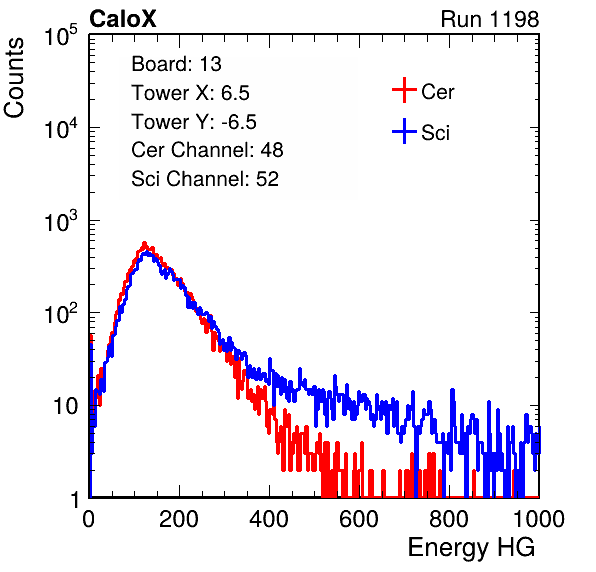 CaloX Run 1198
Counts
10^5
10^4
10^3
10^2
10
1
Board: 13
Tower X: 6.5
Tower Y: -6.5
Cer Channel: 48
Sci Channel: 52
Cer
Sci
0 200 400 600 800 1000
Energy HG